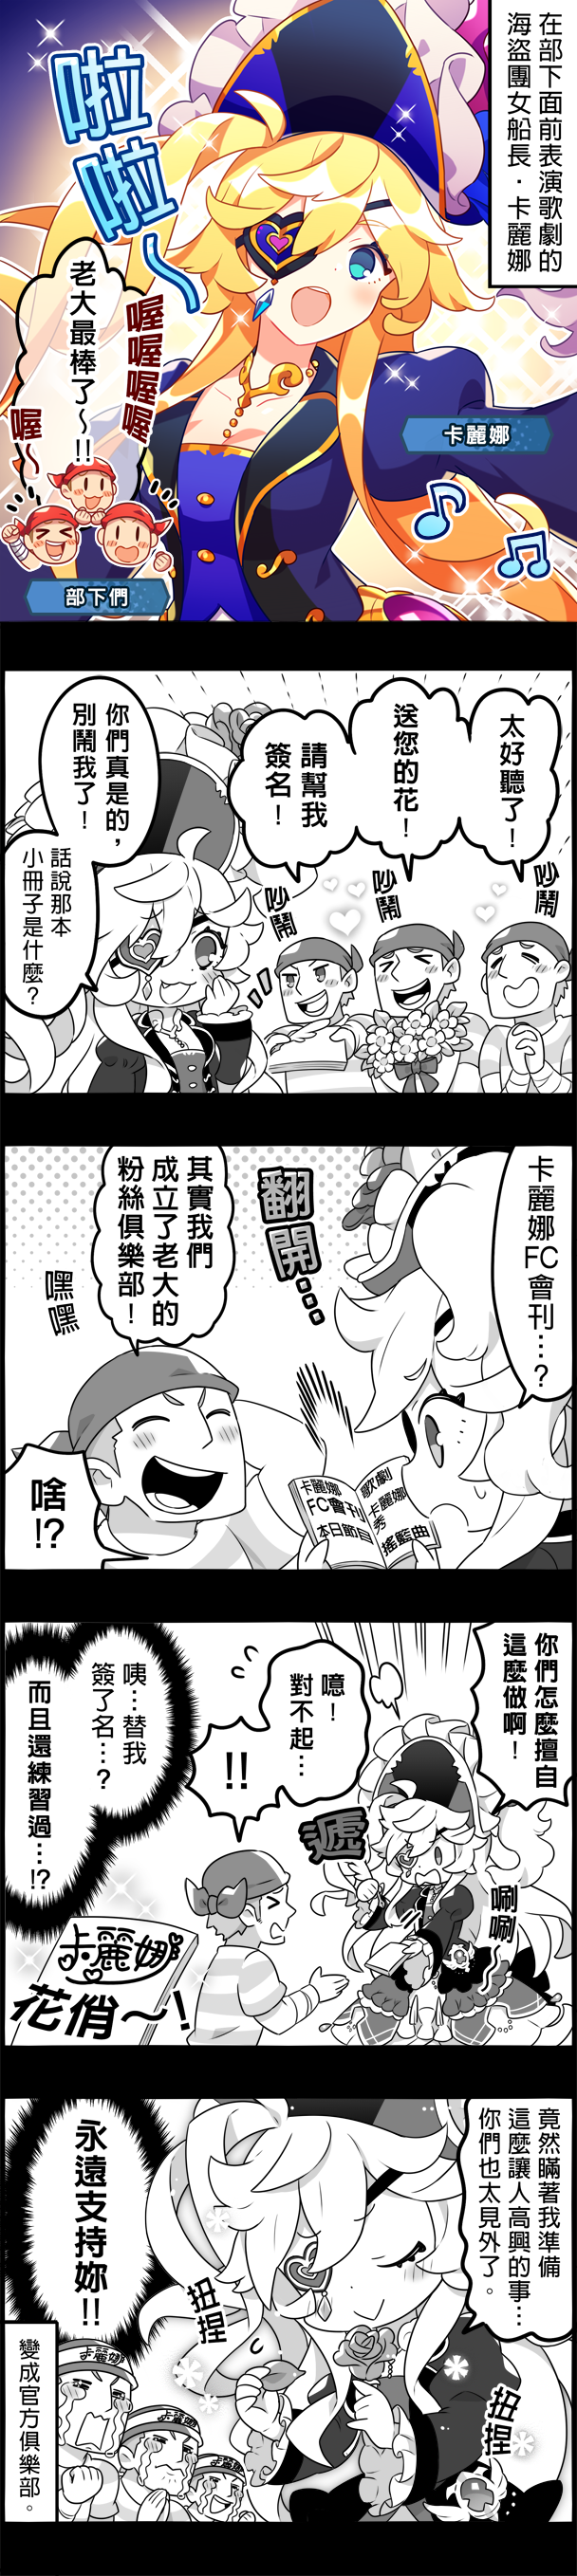 在部下面前表演歌劇的
海盜團女船長・卡麗娜
啦啦～
喔喔喔喔
老大最棒了～!!
喔～
卡麗娜
部下們
太好聽了！
送您的花！
請幫我
簽名！
吵鬧
吵鬧
吵鬧
你們真是的，
別鬧我了！
話說那本
小冊子是什麼？
卡麗娜FC會刊…？
翻開…
其實我們
成立了老大的
粉絲俱樂部！
嘿嘿
卡麗娜
FC會刊
本日節目
歌劇
卡麗娜
秀
搖籃曲
啥!?
你們怎麼擅自
這麼做啊！
噫！
對不起…
唰唰～
遞
!!
咦…替我
簽了名…？
而且還練習過…!?
卡麗娜
花俏～！
竟然瞞著我準備
這麼讓人高興的事…
你們也太見外了。
扭捏
扭捏
永遠支持妳!!
卡麗娜
卡麗娜
卡麗娜
變成官方俱樂部。